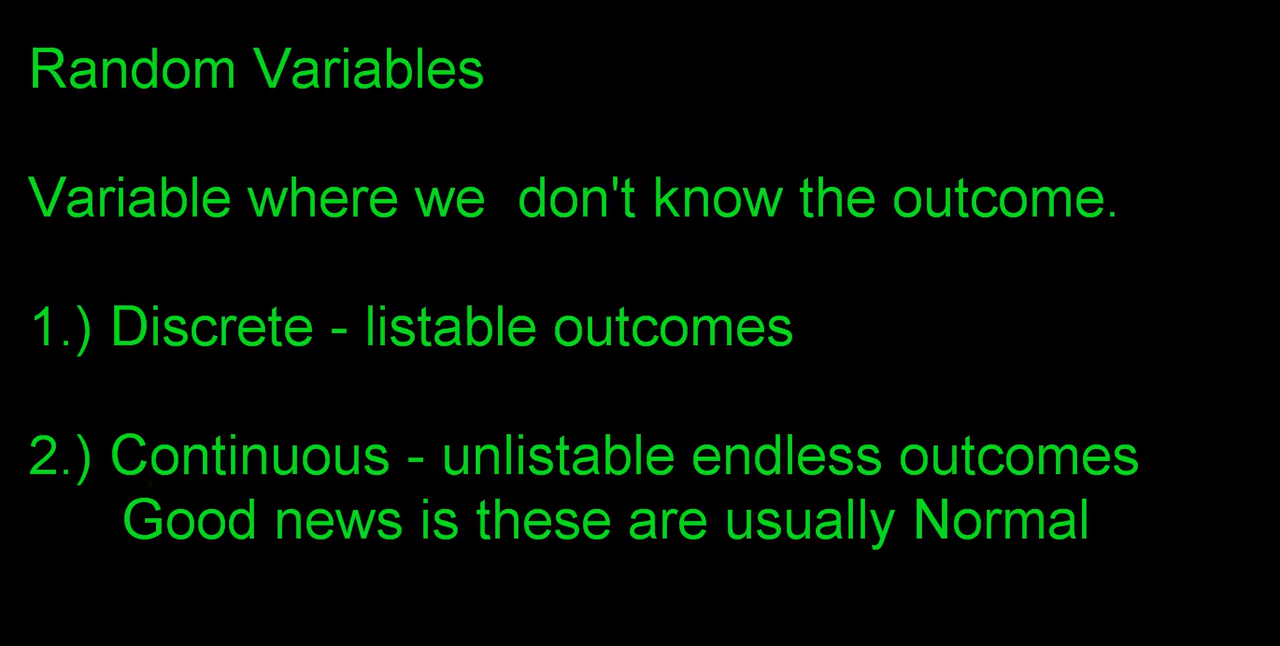 Random Variables
Variable where we  don't know the outcome.
1.) Discrete - listable outcomes
2.) Continuous - unlistable endless outcomes
Good news is these are usually Normal